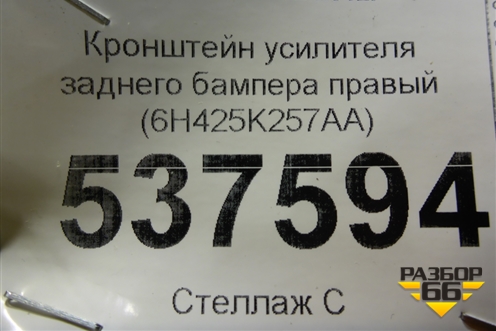 Кронштейн усилителя
заднего бампера правый
(6H425K257AA)
537594
Стеллаж С
РАЗБОР
66